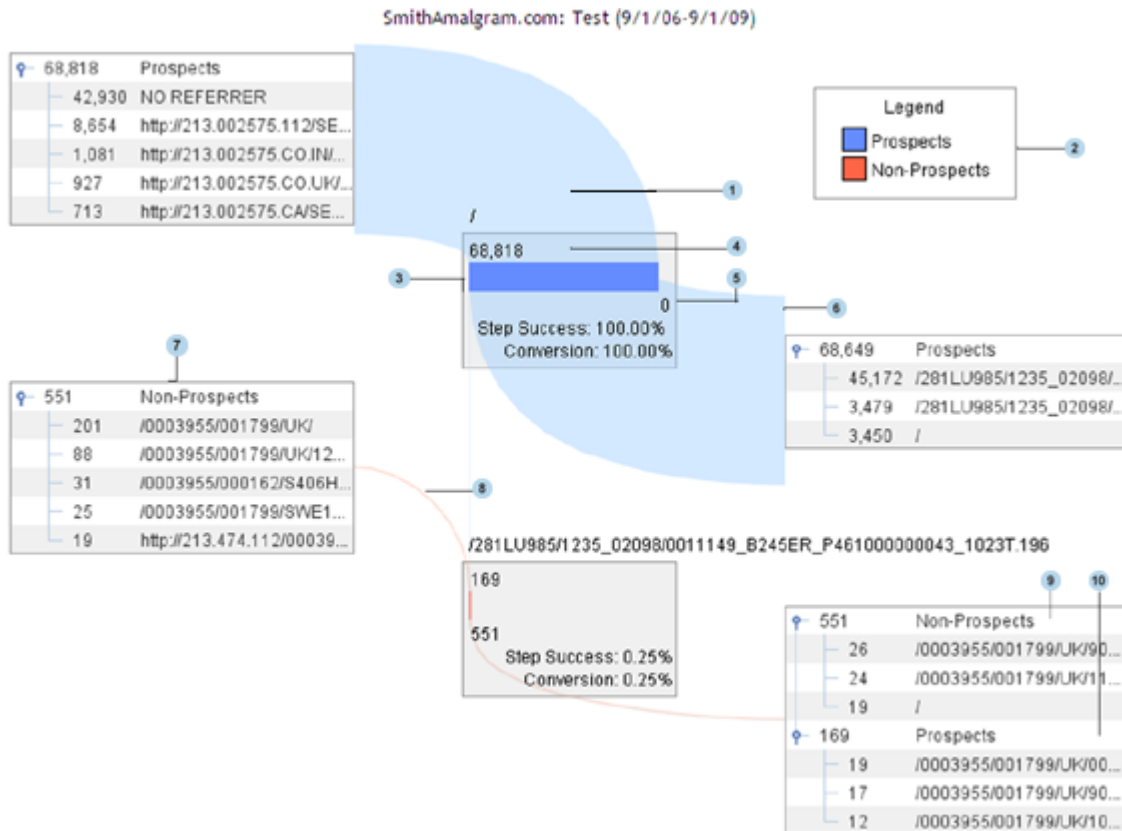 SmithAmalgram.com: Test (9/1/06-9/1/09)
68,818 Prospects
42,930 NO REFERRER
8,654 http://213.002575.112/SE...
1,081 http://213.002575.CO.IN/...
927 http://213.002575.CO.UK/...
713 http://213.002575.CA/SE...
Legend
Prospects
Non-Prospects
2
1
/
68,818
4
3
5
0
Step Success: 100.00%
Conversion: 100.00%
6
68,649 Prospects
45,172 /281LU985/1235_02098/...
3,479 /281LU985/1235_02098/...
3,450 /
7
551 Non-Prospects
201 /0003955/001799/UK/
88 /0003955/001799/UK/12...
31 /0003955/000162/S406H...
25 /0003955/001799/SWE1...
19 http://213.474.112/00039...
8
/281LU985/1235_02098/0011149_B245ER_P461000000043_1023T.196
169
551
Step Success: 0.25%
Conversion: 0.25%
9
10
551 Non-Prospects
26 /0003955/001799/UK/90...
24 /0003955/001799/UK/11...
19 /
169 Prospects
19 /0003955/001799/UK/00...
17 /0003955/001799/UK/90...
12 /0003955/001799/UK/10...